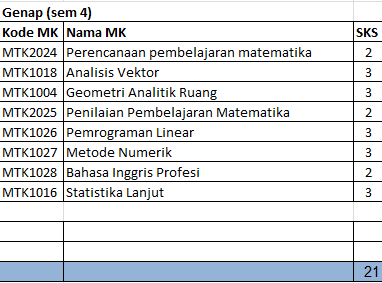 Genap (sem 4)
Kode MK Nama MK SKS
MTK2024 Perencanaan pembelajaran matematika 2
MTK1018 Analisis Vektor 3
MTK1004 Geometri Analitik Ruang 3
MTK2025 Penilaian Pembelajaran Matematika 2
MTK1026 Pemrograman Linear 3
MTK1027 Metode Numerik 3
MTK1028 Bahasa Inggris Profesi 2
MTK1016 Statistika Lanjut 3
21